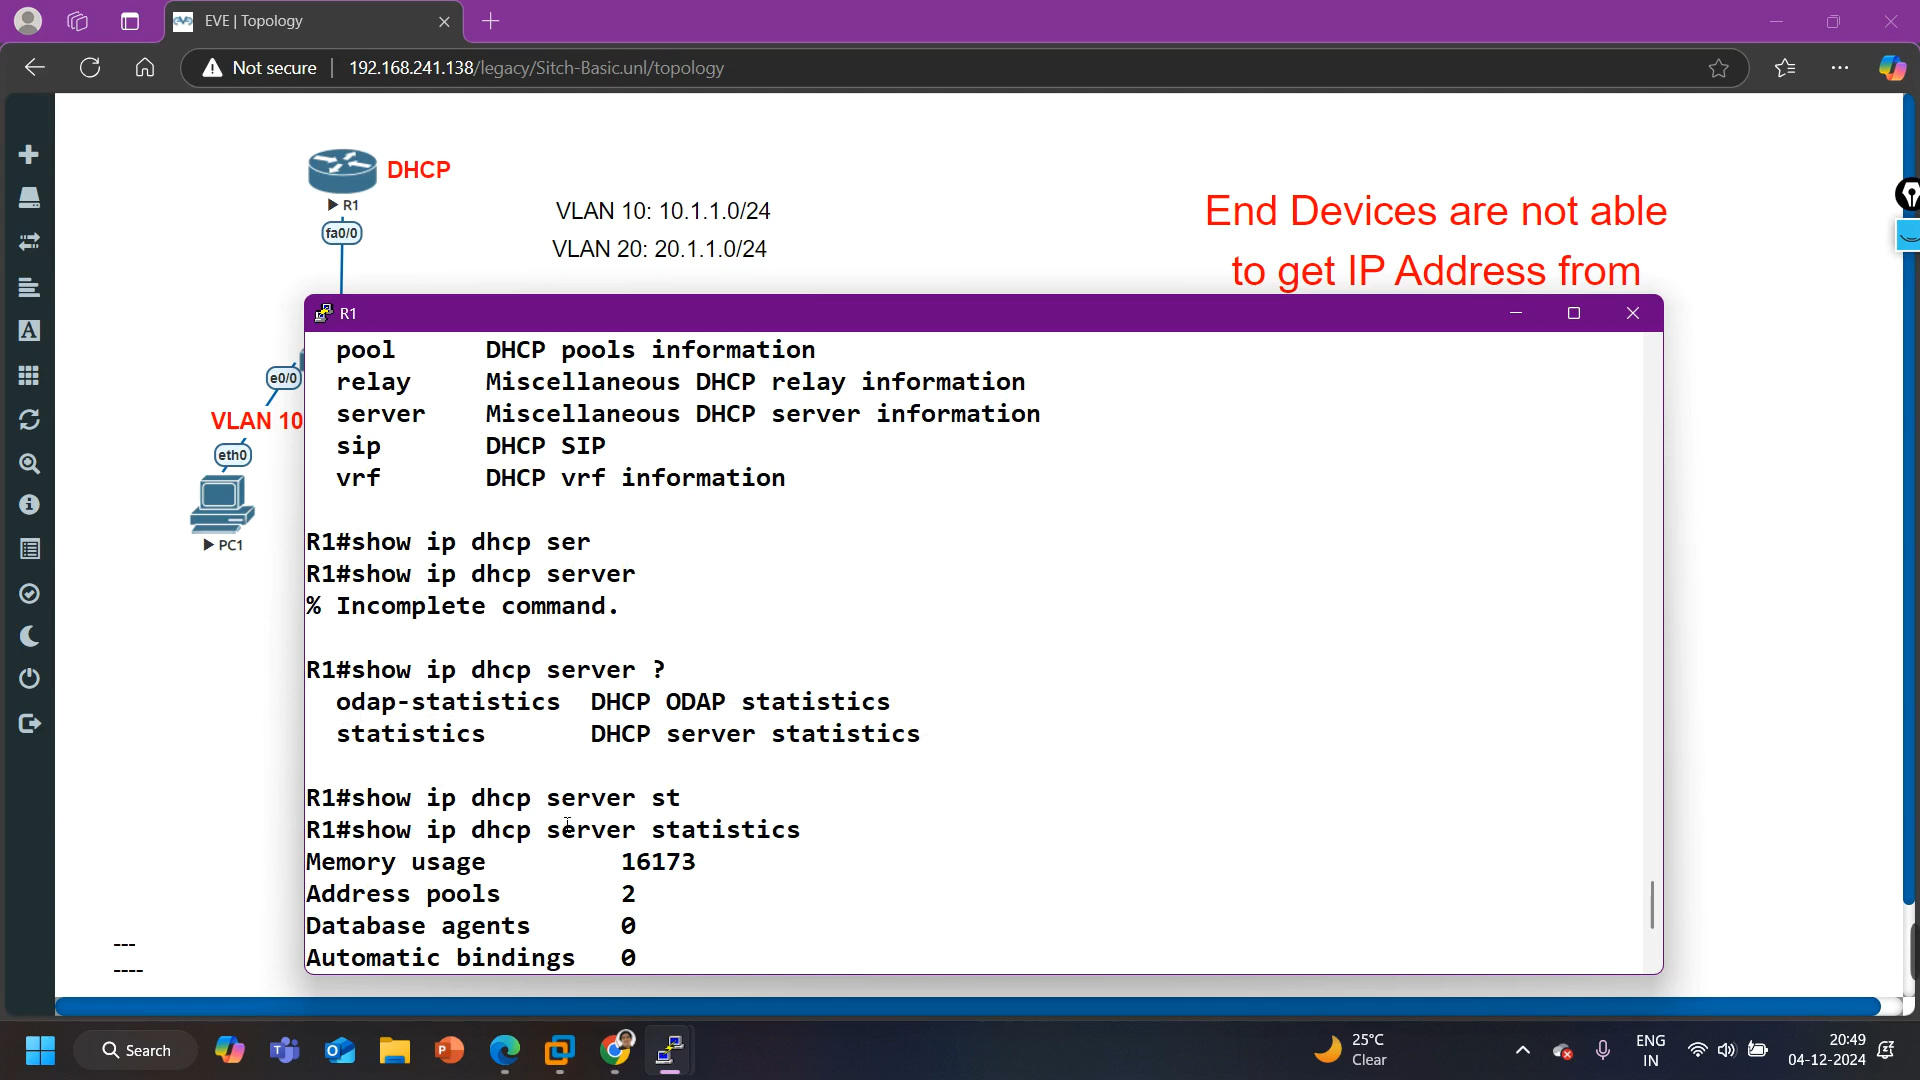 EVE | Topology
Not secure
192.168.241.138/legacy/Sitch-Basic.unl/topology
DHCP
R1
fa0/0
VLAN 10: 10.1.1.0/24
VLAN 20: 20.1.1.0/24
End Devices are not able
to get IP Address from
e0/0
VLAN 10
eth0
PC1
R1
pool DHCP pools information
relay Miscellaneous DHCP relay information
server Miscellaneous DHCP server information
sip DHCP SIP
vrf DHCP vrf information
R1#show ip dhcp ser
R1#show ip dhcp server
% Incomplete command.
R1#show ip dhcp server ?
odap-statistics DHCP ODAP statistics
statistics DHCP server statistics
R1#show ip dhcp server st
R1#show ip dhcp server statistics
Memory usage 16173
Address pools 2
Database agents 0
Automatic bindings 0
---
----
Search
25°C
Clear
ENG
IN
20:49
04-12-2024